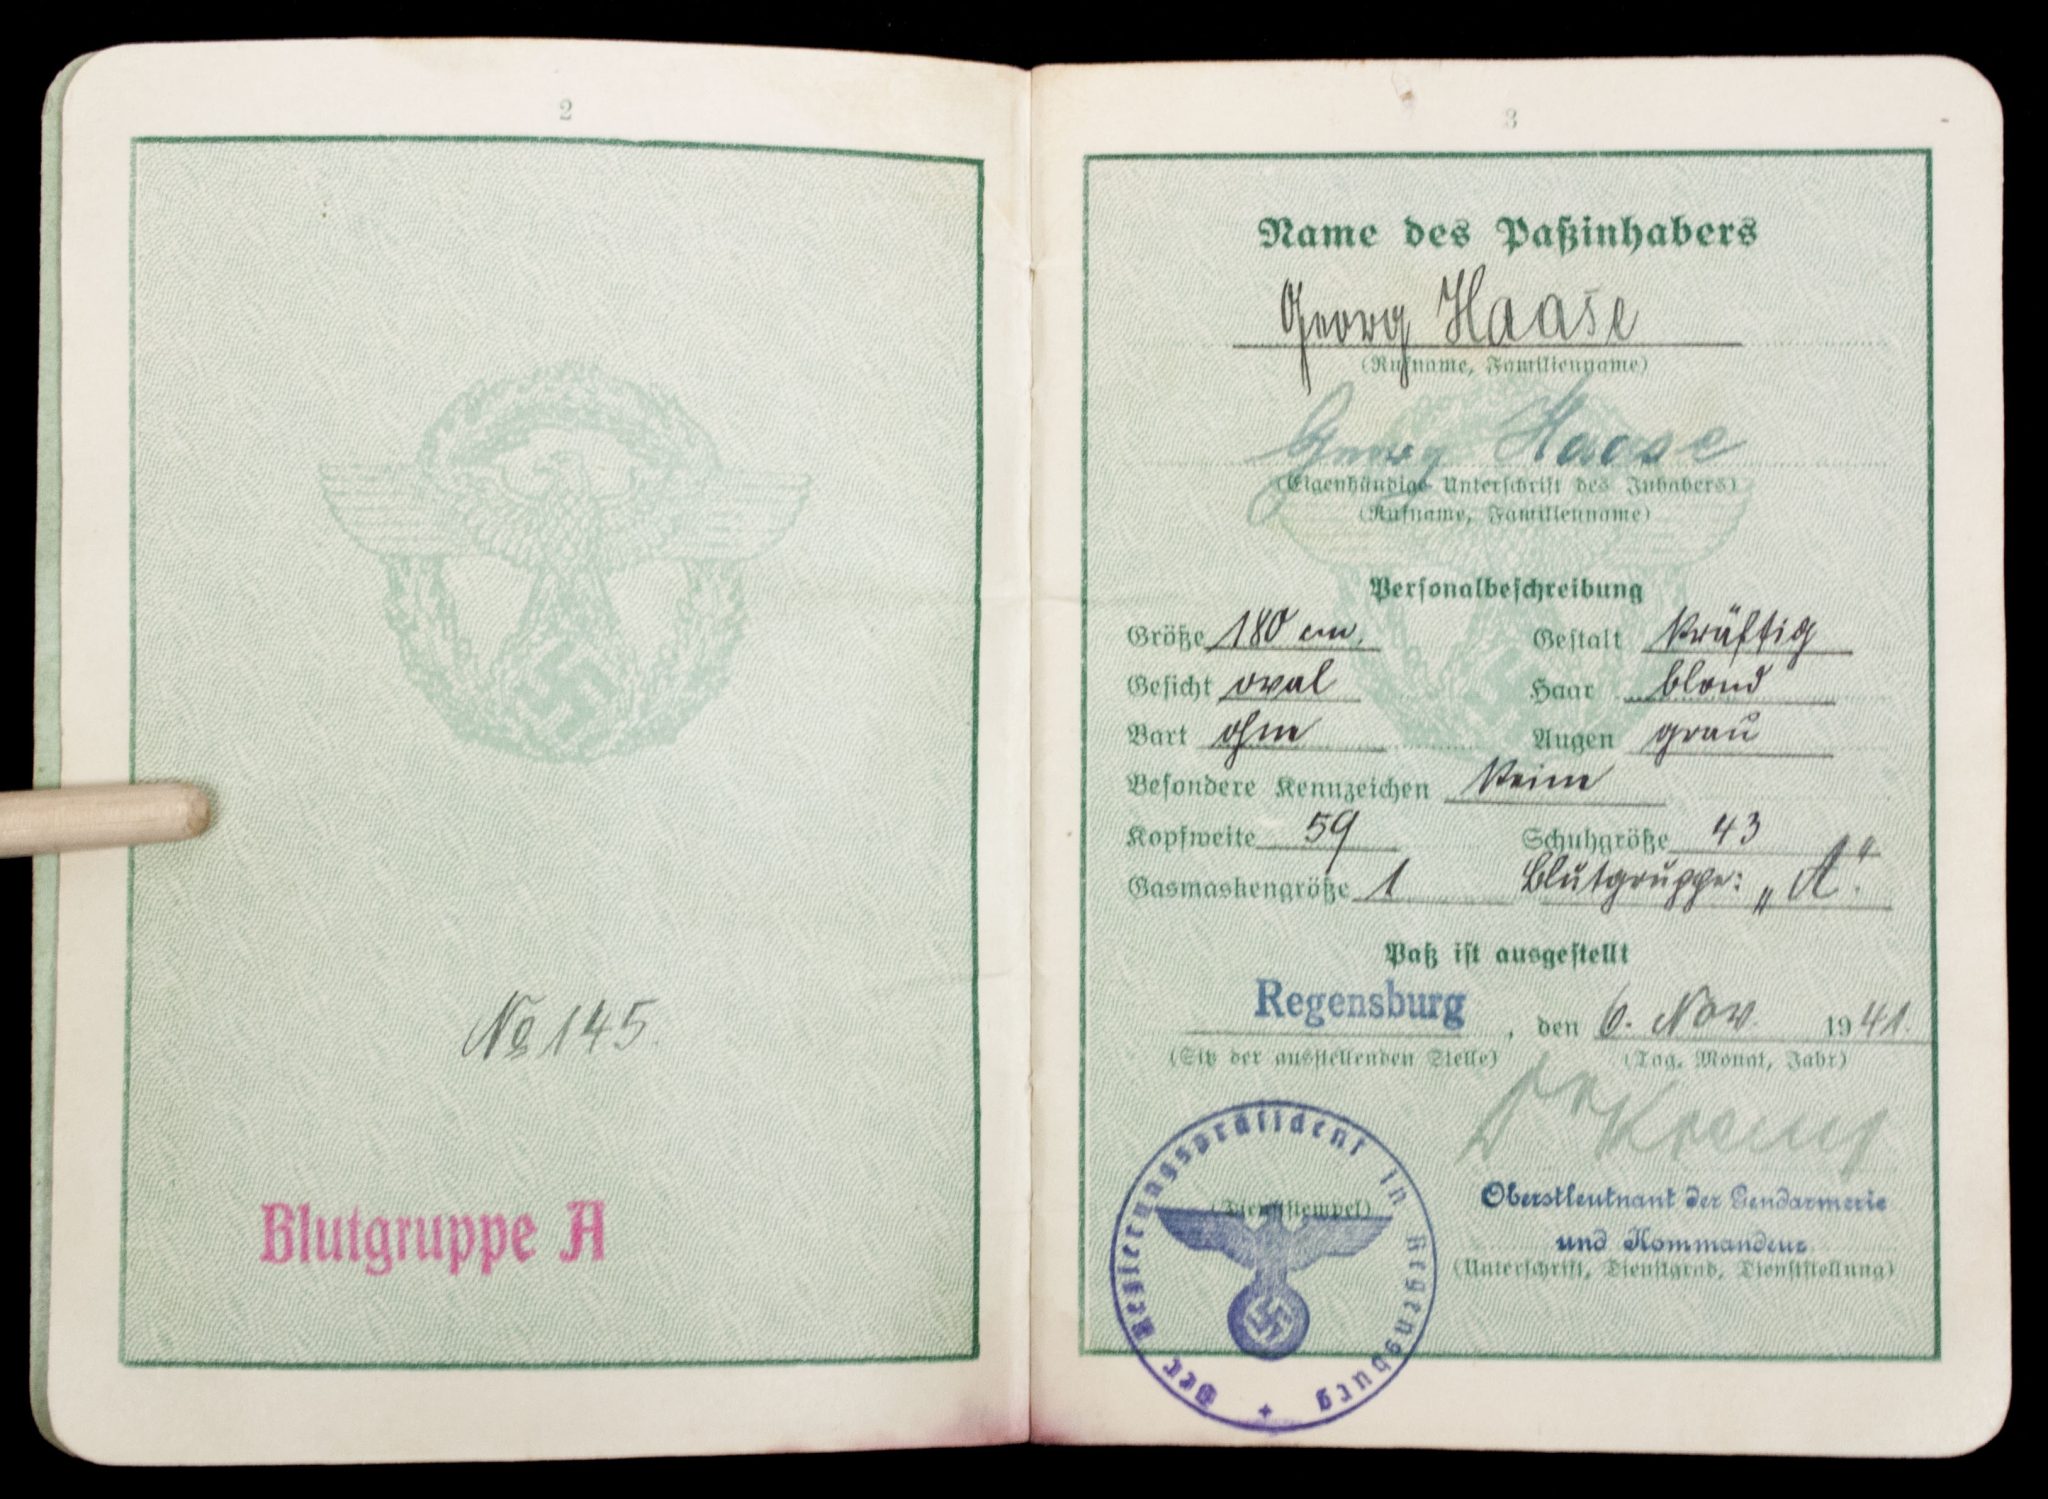 2
№ 145.
Blutgruppe A
3
Name des Paßinhabers
Georg Haase
(Rufname, Familienname)
Georg Haase
(Eigenhändige Unterschrift des Inhabers)
(Rufname, Familienname)
Personalbeschreibung
Größe 180 cm. Gestalt kräftig
Gesicht oval Haar blond
Bart ohne Augen grau
Besondere Kennzeichen keine
Kopfweite 59 Schuhgröße 43
Gasmaskengröße 1 Blutgruppe: „A".
Paß ist ausgestellt
Regensburg, den 6. Nov. 1941.
(Sitz der ausstellenden Stelle) (Tag, Monat, Jahr)
Dr
(Dienststempel)
Der Regierungspräsident in Regensburg
Oberstleutnant der Gendarmerie
und Kommandeur
(Unterschrift, Dienstgrad, Dienststellung)